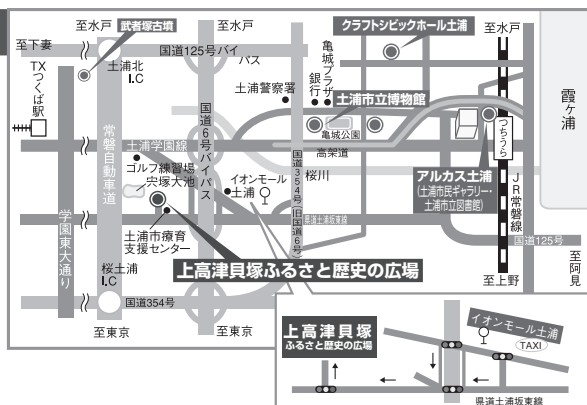 至水戸
武者塚古墳
至水戸
クラフトシビックホール土浦
至水戸
至下妻
国道125号バイパス
土浦北
I.C
TX
つくば駅
土浦警察署
銀行
亀城プラザ
土浦市立博物館
亀城公園
高架道
霞ヶ浦
つちうら
アルカス土浦
(土浦市民ギャラリー・
土浦市立図書館)
土浦学園線
国道6号バイパス
国道354号(旧国道6号)
桜川
JR常磐線
常磐自動車道
ゴルフ練習場
宍塚大池
イオンモール
土浦
県道土浦坂東線
国道125号
土浦市療育
支援センター
学園東大通り
上高津貝塚ふるさと歴史の広場
至上野
至阿見
桜土浦
I.C
国道354号
至東京
至東京
上高津貝塚
ふるさと歴史の広場
イオンモール土浦
TAXI
県道土浦坂東線